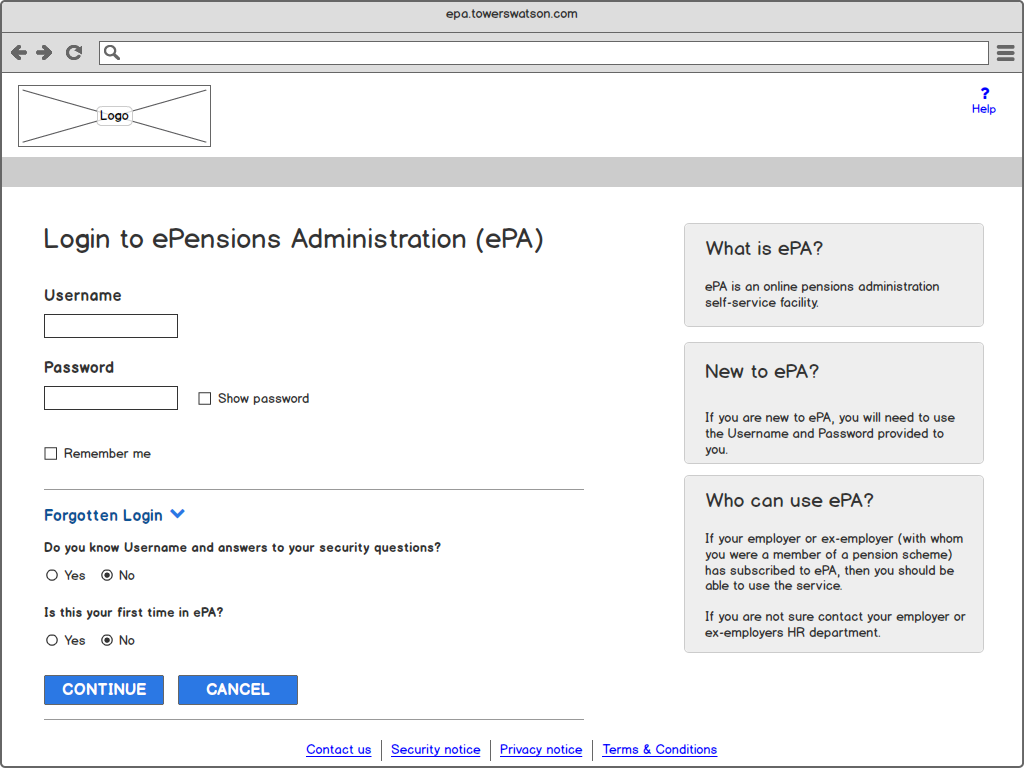 epa.towerswatson.com
Logo
?
Help
Login to ePensions Administration (ePA)
Username
Password
Show password
Remember me
Forgotten Login
Do you know Username and answers to your security questions?
Yes No
Is this your first time in ePA?
Yes No
CONTINUE CANCEL
What is ePA?
ePA is an online pensions administration
self-service facility.
New to ePA?
If you are new to ePA, you will need to use
the Username and Password provided to
you.
Who can use ePA?
If your employer or ex-employer (with whom
you were a member of a pension scheme)
has subscribed to ePA, then you should be
able to use the service.
If you are not sure contact your employer or
ex-employers HR department.
Contact us Security notice Privacy notice Terms & Conditions